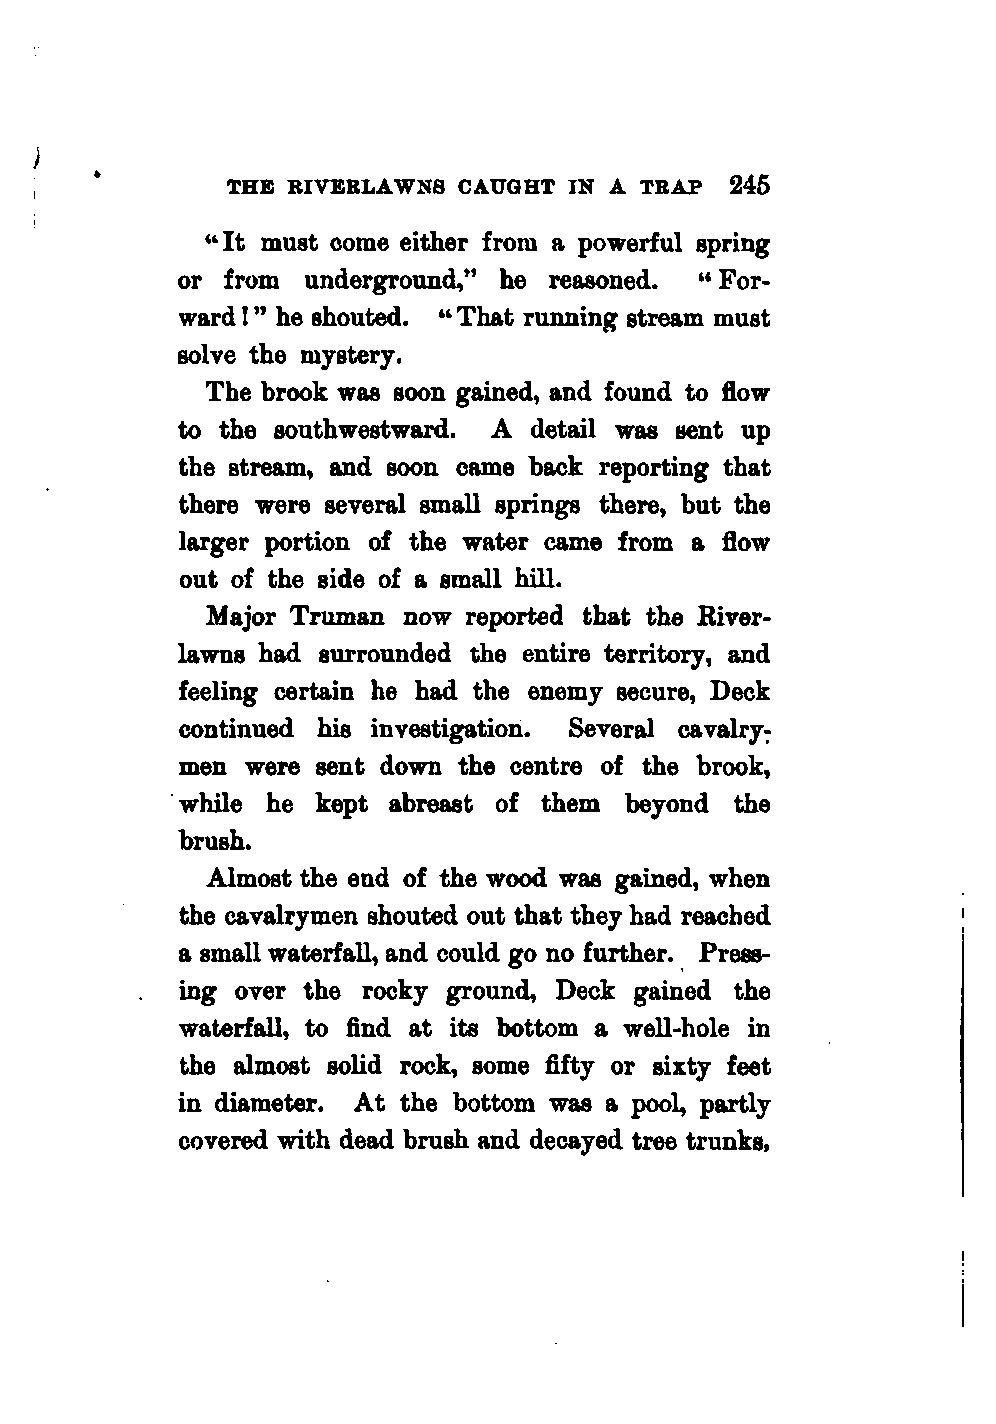 THE RIVERLAWNS CAUGHT IN A TRAP 245
“It must come either from a powerful spring
or from underground,” he reasoned. “For-
ward!” he shouted. “That running stream must
solve the mystery.
The brook was soon gained, and found to flow
to the southwestward. A detail was sent up
the stream, and soon came back reporting that
there were several small springs there, but the
larger portion of the water came from a flow
out of the side of a small hill.
Major Truman now reported that the River-
lawns had surrounded the entire territory, and
feeling certain he had the enemy secure, Deck
continued his investigation. Several cavalry-
men were sent down the centre of the brook,
while he kept abreast of them beyond the
brush.
Almost the end of the wood was gained, when
the cavalrymen shouted out that they had reached
a small waterfall, and could go no further. Press-
ing over the rocky ground, Deck gained the
waterfall, to find at its bottom a well-hole in
the almost solid rock, some fifty or sixty feet
in diameter. At the bottom was a pool, partly
covered with dead brush and decayed tree trunks,